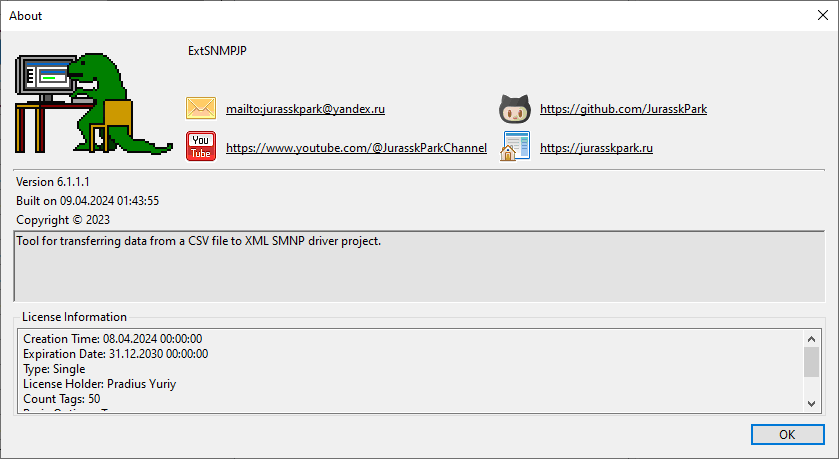 About
ExtSNMPJP
mailto:jurasskpark@yandex.ru
https://github.com/JurasskPark
You
Tube
https://www.youtube.com/@JurasskParkChannel
https://jurasskpark.ru
Version 6.1.1.1
Built on 09.04.2024 01:43:55
Copyright © 2023
Tool for transferring data from a CSV file to XML SMNP driver project.
License Information
Creation Time: 08.04.2024 00:00:00
Expiration Date: 31.12.2030 00:00:00
Type: Single
License Holder: Pradius Yuriy
Count Tags: 50
OK